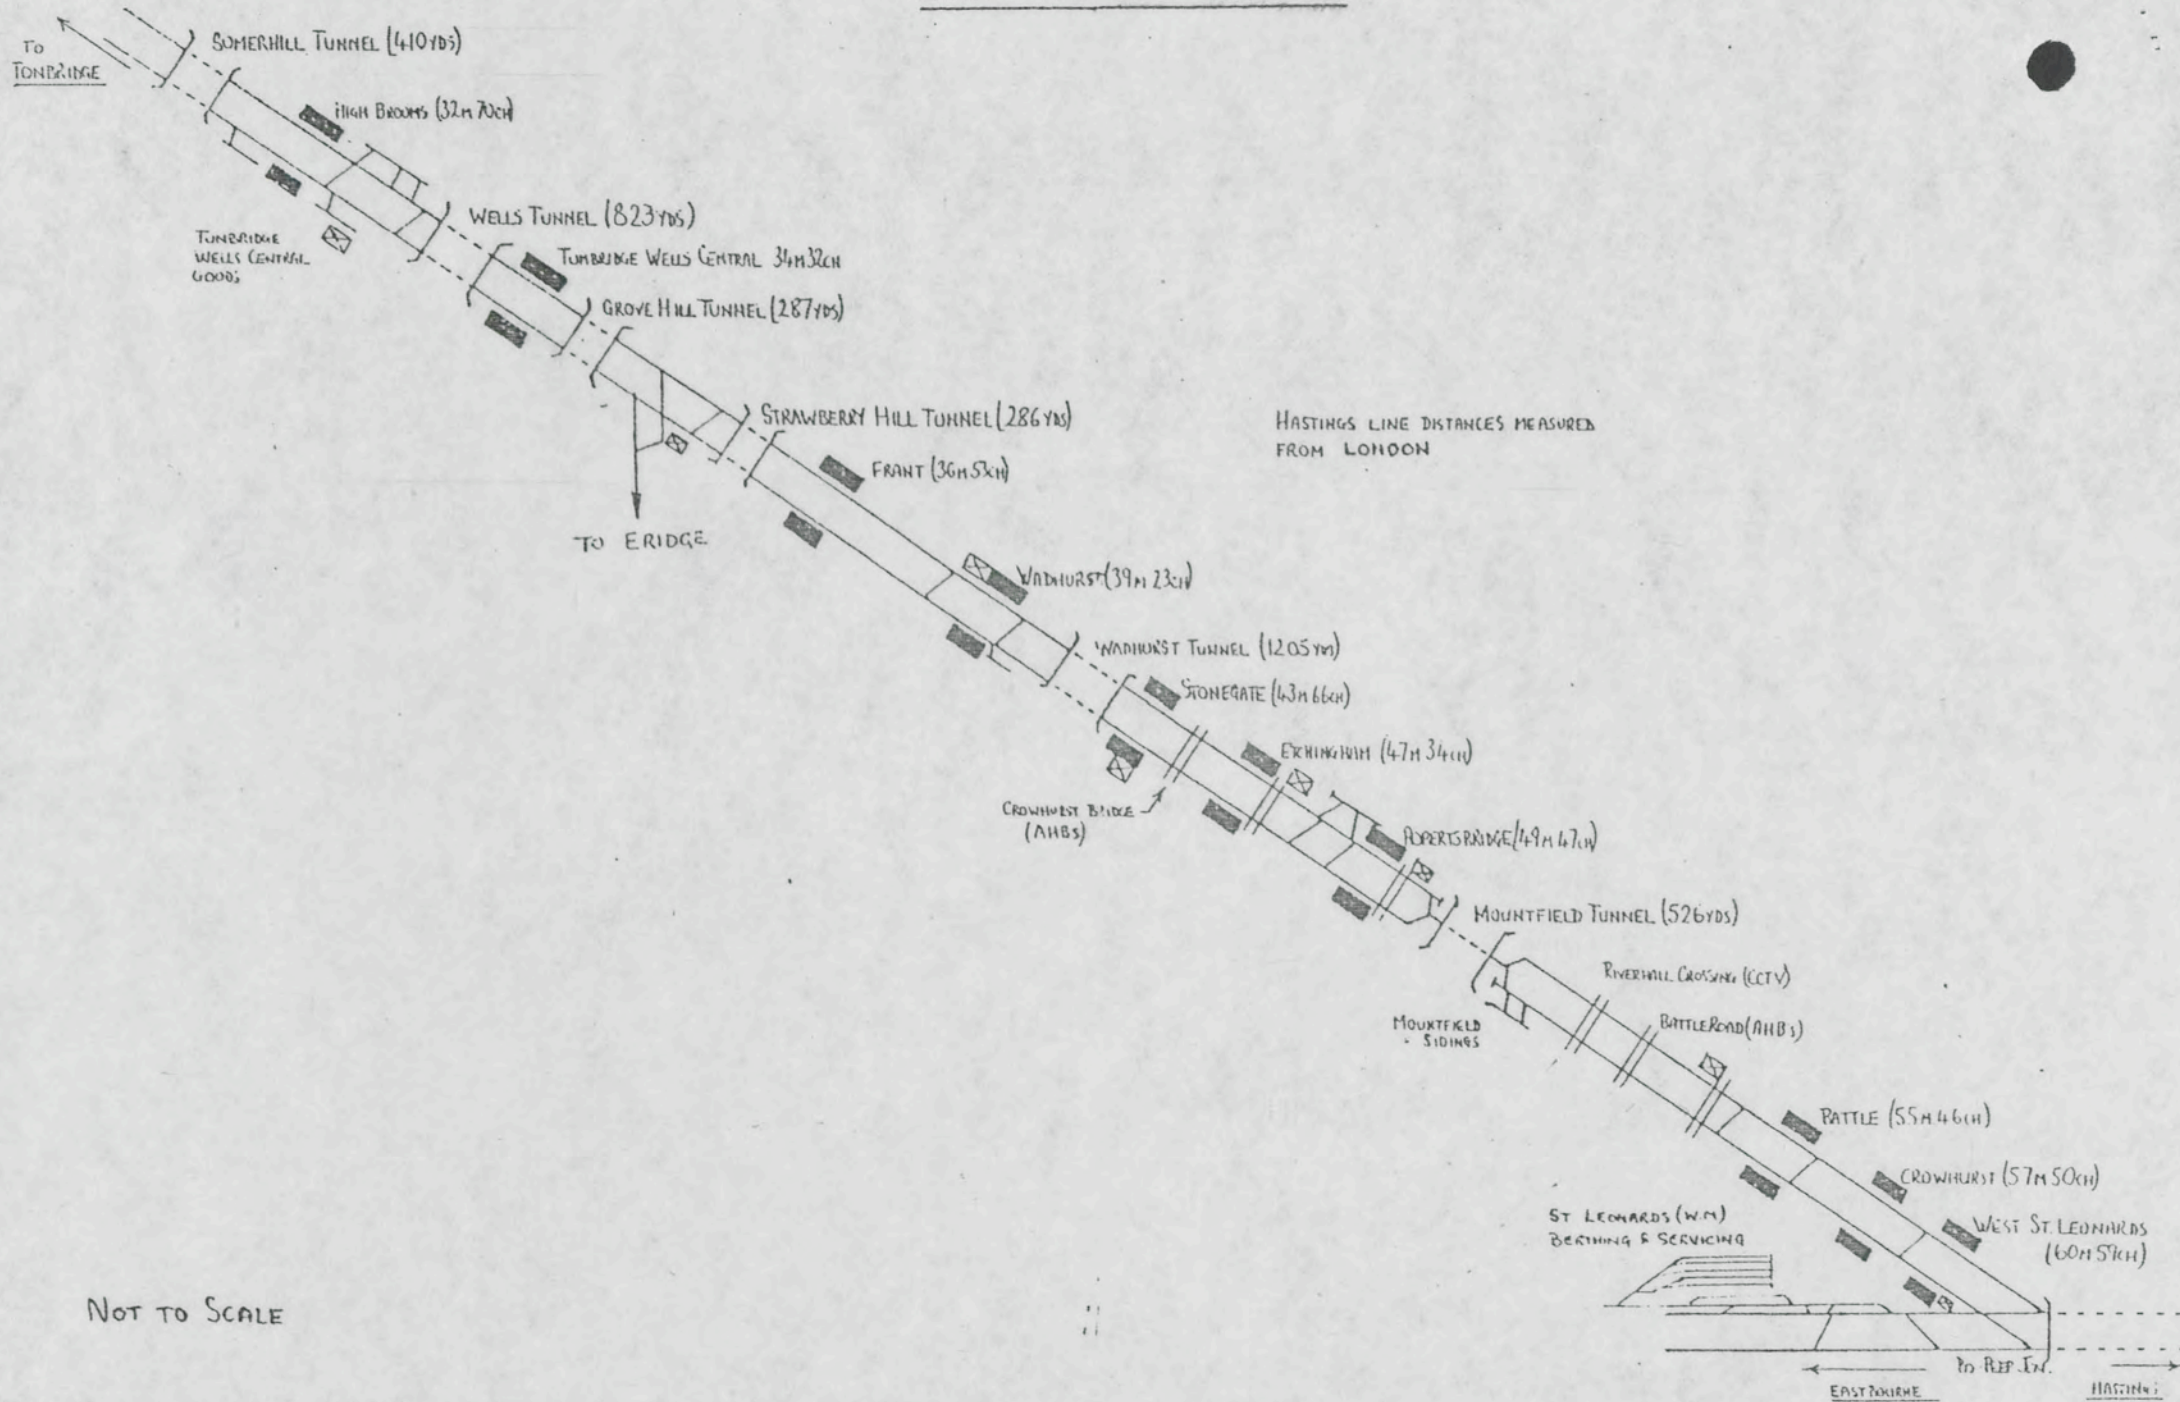 To
TONBRIDGE
SOMERHILL TUNNEL (410YDS)
HIGH BROOMS (32M 70CH)
TUNBRIDGE
WELLS CENTRAL
GOODS
WELLS TUNNEL (823YDS)
TUNBRIDGE WELLS CENTRAL 34M32CH
GROVE HILL TUNNEL (287YDS)
STRAWBERRY HILL TUNNEL (286YDS)
HASTINGS LINE DISTANCES MEASURED
FROM LONDON
FRANT
TO ERIDGE
WADHURST (39M 23CH)
WADHURST TUNNEL (1205YDS)
STONEGATE (43M 66CH)
ETCHINGHAM (47M 34CH)
CROWHURST BRIDGE
(AHBs)
ROBERTSBRIDGE (49M 47CH)
MOUNTFIELD TUNNEL (526YDS)
RIVERHALL CROSSING (CCTV)
MOUNTFIELD
SIDINGS
BATTLE ROAD (AHBs)
BATTLE (55M 46CH)
CROWHURST (57M 50CH)
ST LEONARDS (W.M)
BERTHING & SERVICING
WEST ST. LEONARDS
(60M 59CH)
NOT TO SCALE
BO-PEEP JN.
EASTBOURNE
HASTINGS